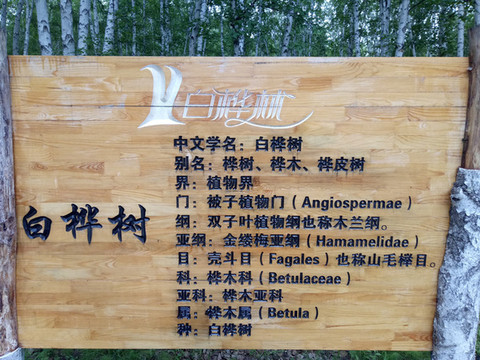 白桦林
中文学名：白桦树
别名：桦树、桦木、桦皮树
界：植物界
门：被子植物门（Angiospermae）
纲：双子叶植物纲也称木兰纲。
亚纲：金缕梅亚纲（Hamamelidae）
目：壳斗目（Fagales）也称山毛榉目。
科：桦木科（Betulaceae）
亚科：桦木亚科
属：桦木属（Betula）
种：白桦树
白桦树